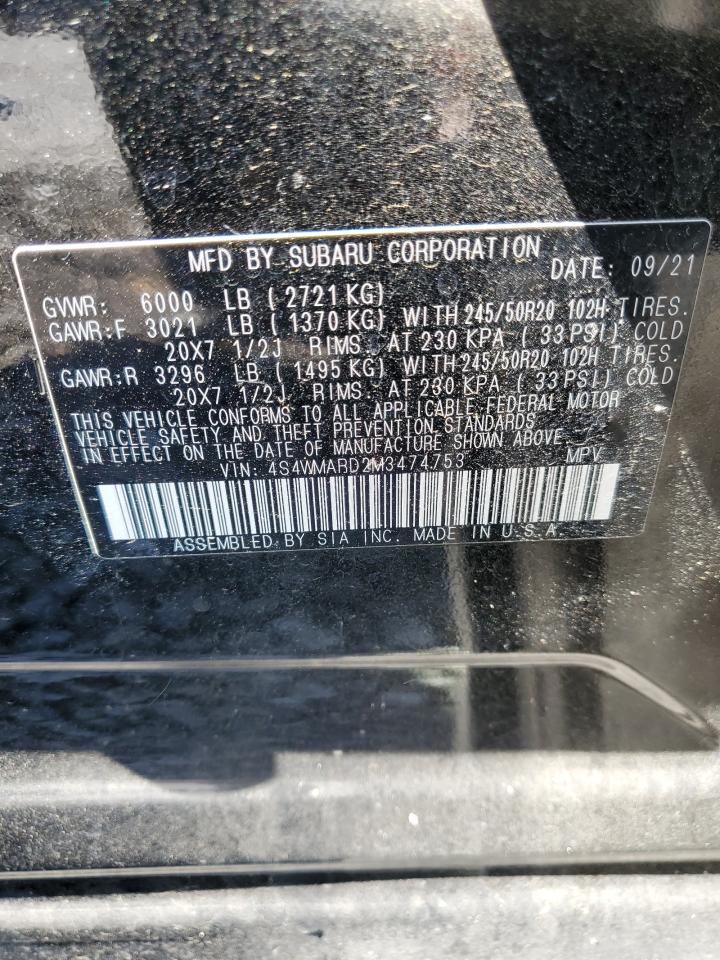 MFD BY SUBARU CORPORATION DATE: 09/21
GVWR: 6000 LB ( 2721 KG)
GAWR:F 3021 LB ( 1370 KG) WITH 245/50R20 102H TIRES.
20X7 1/2J RIMS. AT 230 KPA ( 33 PSI) COLD
GAWR:R 3296 LB ( 1495 KG) WITH 245/50R20 102H TIRES.
20X7 1/2J RIMS. AT 230 KPA ( 33 PSI) COLD
THIS VEHICLE CONFORMS TO ALL APPLICABLE FEDERAL MOTOR
VEHICLE SAFETY AND THEFT PREVENTION STANDARDS
IN EFFECT ON THE DATE OF MANUFACTURE SHOWN ABOVE.
VIN: 4S4WMARD2M3474753 MPV
ASSEMBLED BY SIA INC. MADE IN U.S.A.